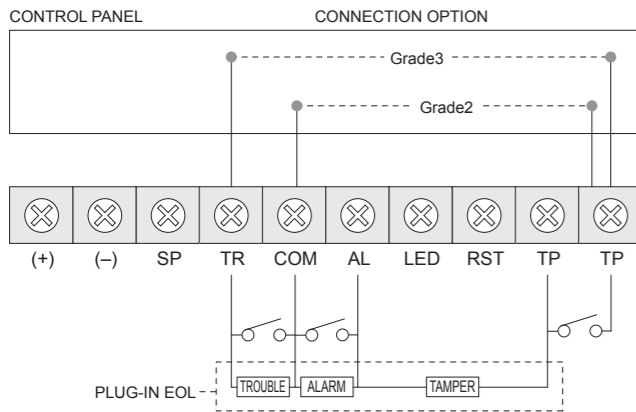 CONTROL PANEL
CONNECTION OPTION
Grade3
Grade2
(+) (–) SP TR COM AL LED RST TP TP
TROUBLE ALARM TAMPER
PLUG-IN EOL